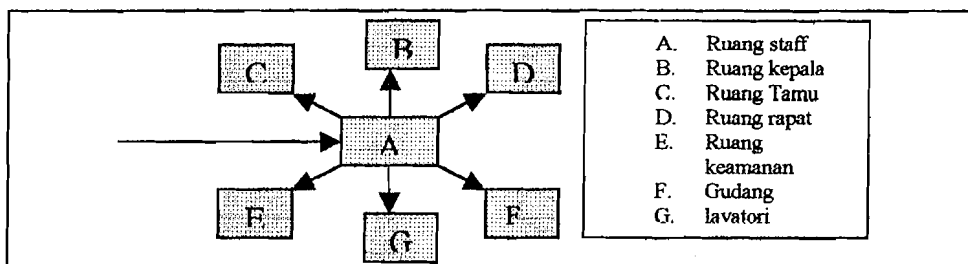 B
C
D
A
E
F
G
A. Ruang staff
B. Ruang kepala
C. Ruang Tamu
D. Ruang rapat
E. Ruang
keamanan
F. Gudang
G. lavatori